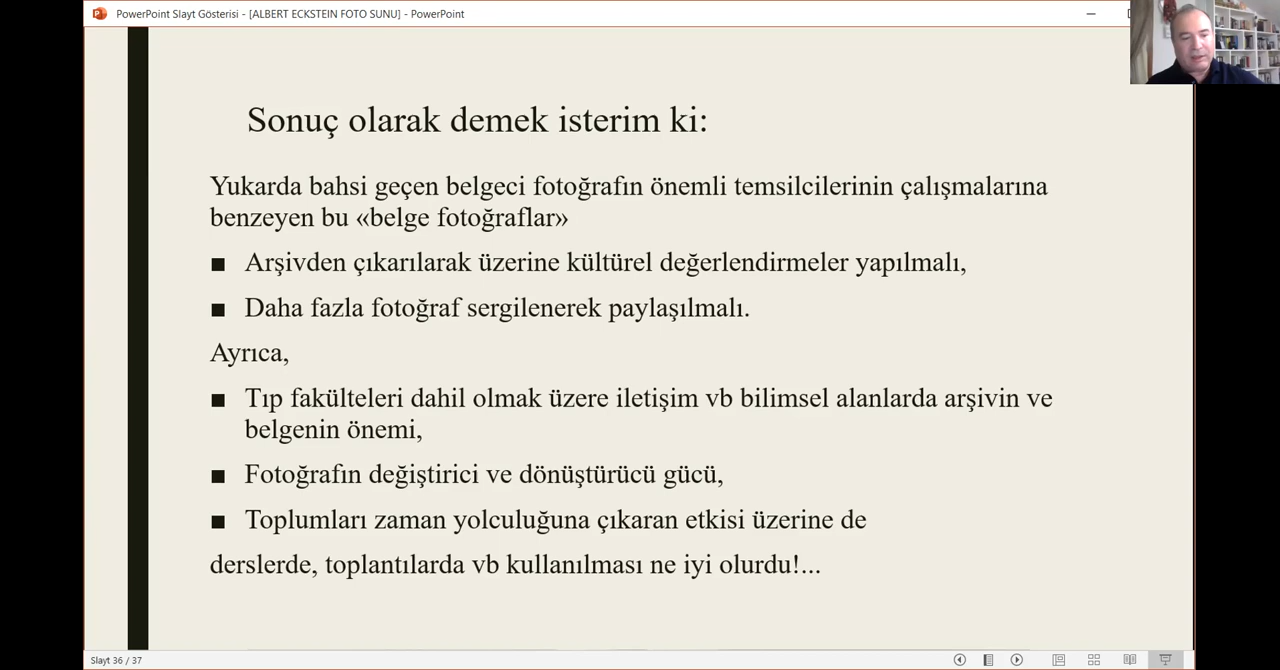 PowerPoint Slayt Gösterisi - [ALBERT ECKSTEIN FOTO SUNU] - PowerPoint
Sonuç olarak demek isterim ki:
Yukarda bahsi geçen belgeci fotoğrafın önemli temsilcilerinin çalışmalarına
benzeyen bu «belge fotoğraflar»
■ Arşivden çıkarılarak üzerine kültürel değerlendirmeler yapılmalı,
■ Daha fazla fotoğraf sergilenerek paylaşılmalı.
Ayrıca,
■ Tıp fakülteleri dahil olmak üzere iletişim vb bilimsel alanlarda arşivin ve
belgenin önemi,
■ Fotoğrafın değiştirici ve dönüştürücü gücü,
■ Toplumları zaman yolculuğuna çıkaran etkisi üzerine de
derslerde, toplantılarda vb kullanılması ne iyi olurdu!...
Slayt 36 / 37